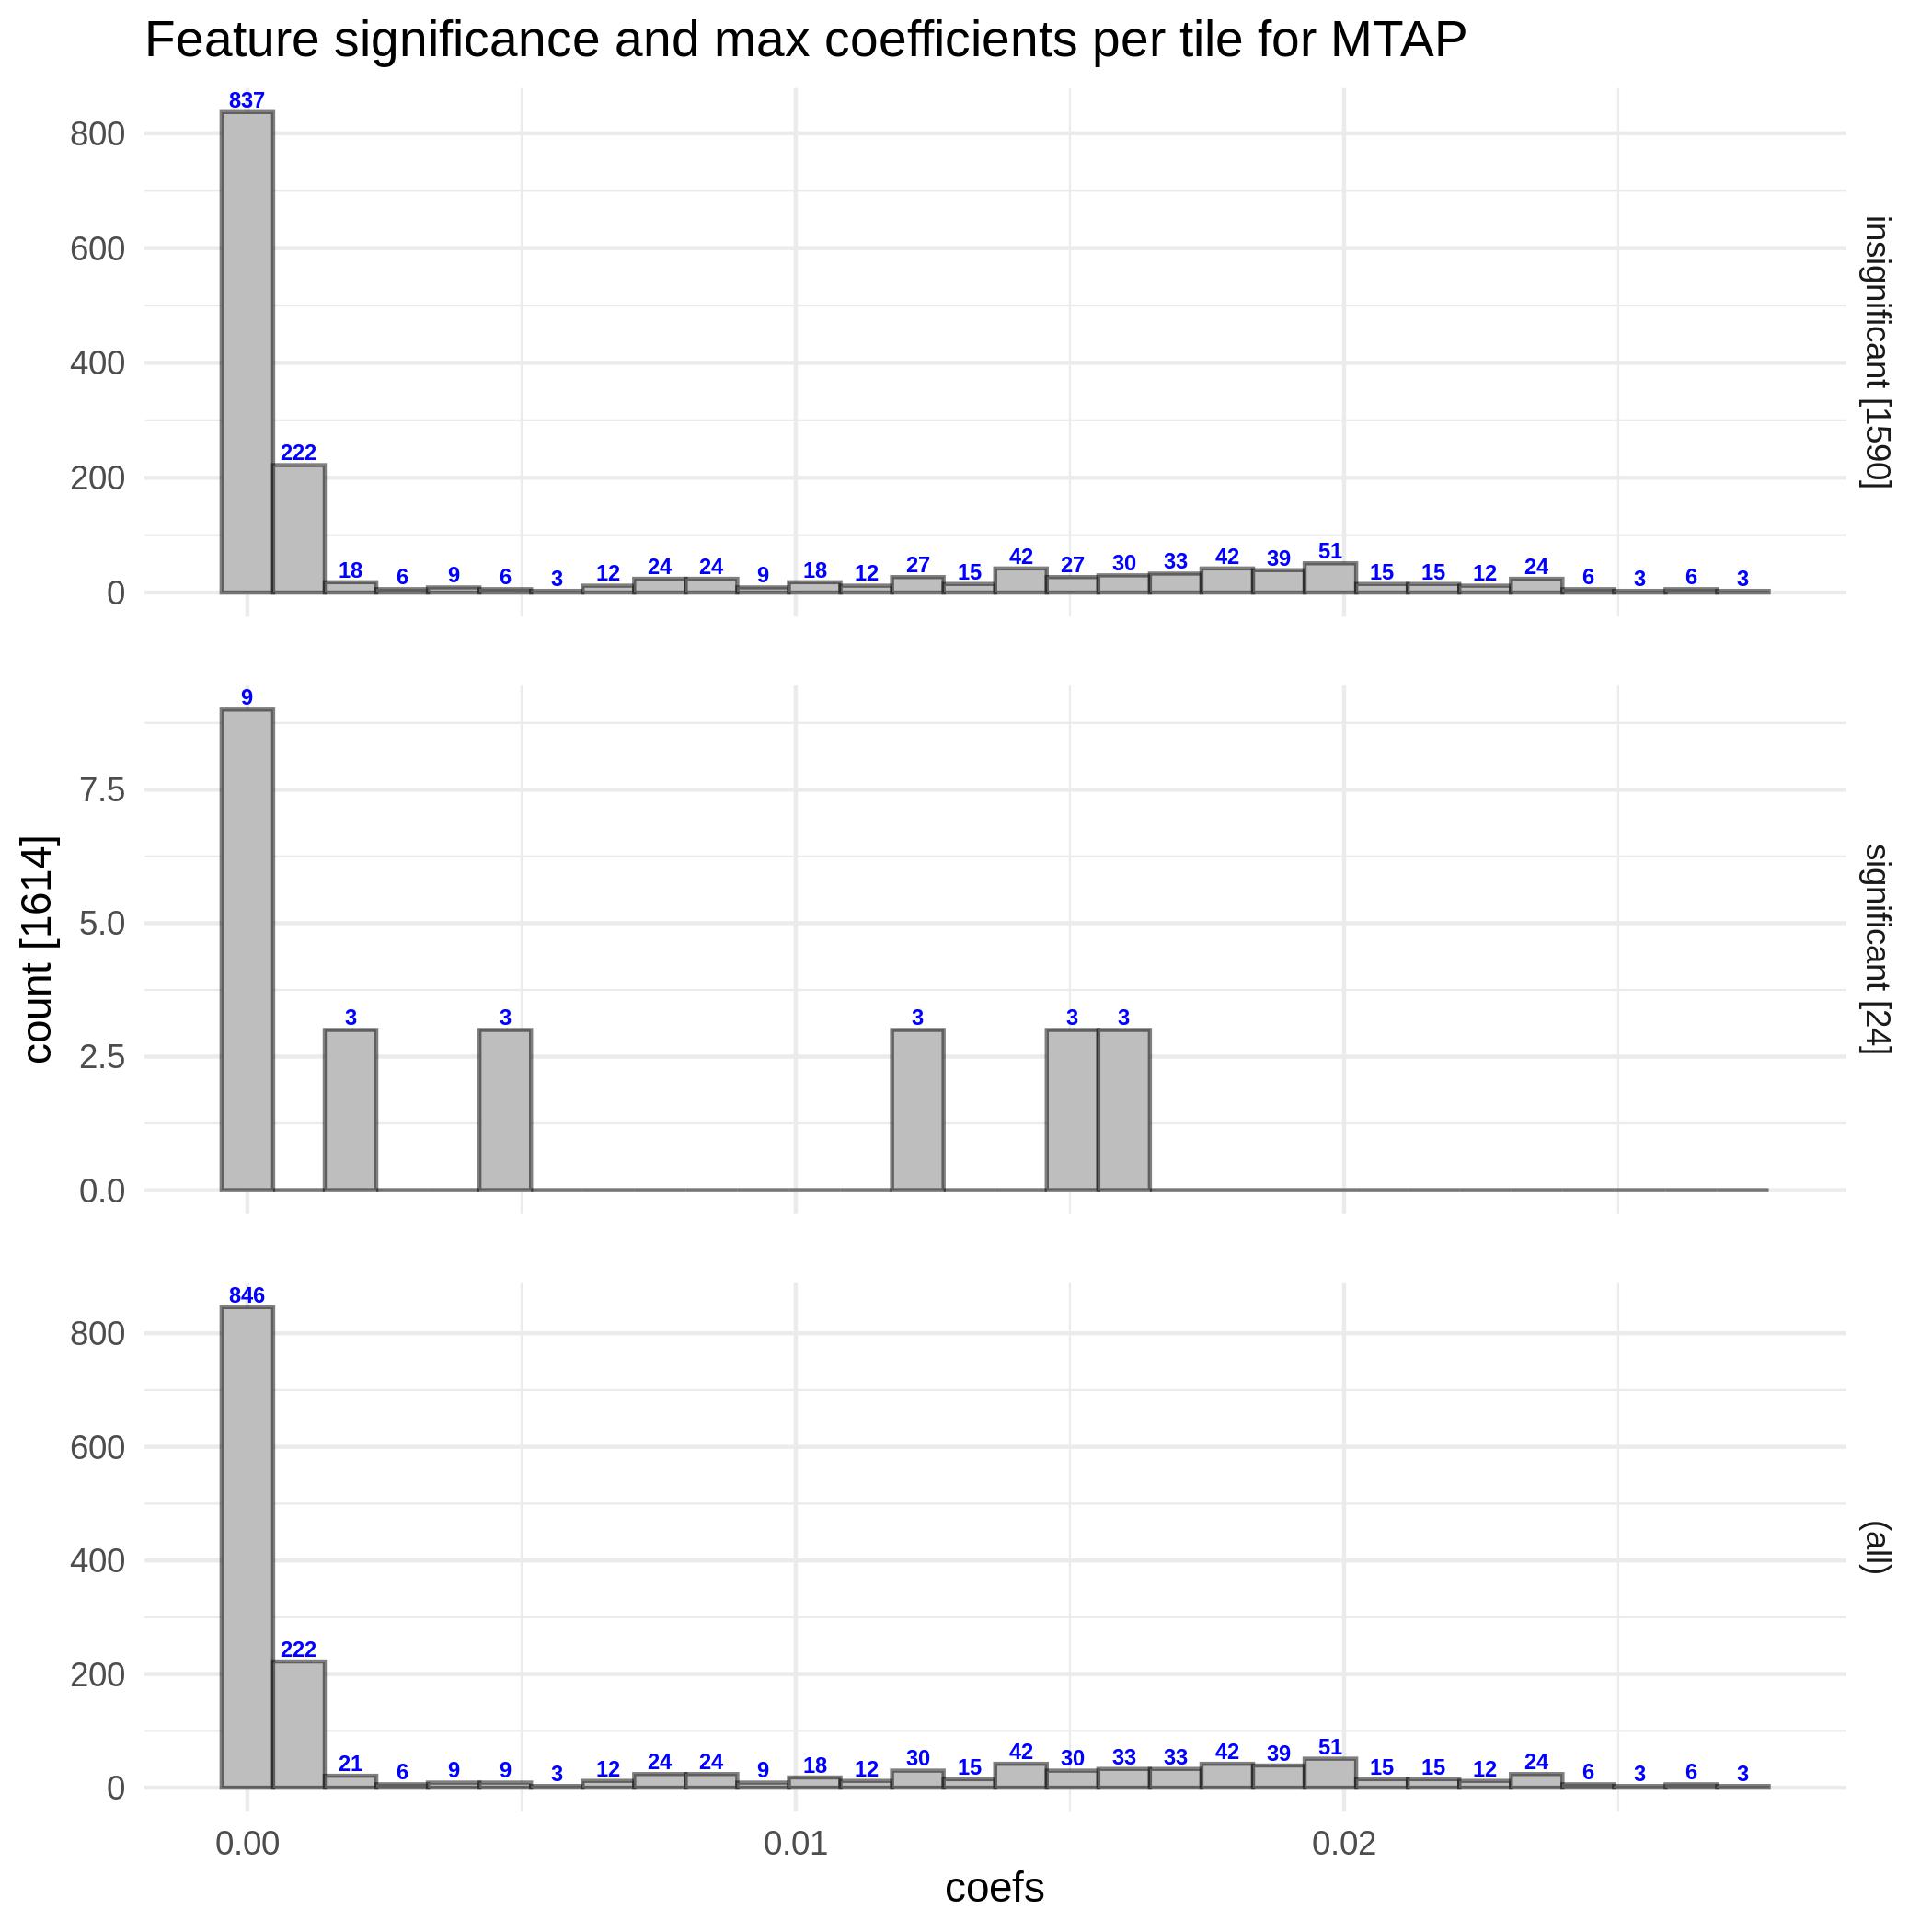 Feature significance and max coefficients per tile for MTAP
837
800
600
400
222
200
18 6 9 6 3 12 24 24 9 18 12 27 15 42 27 30 33 42 39 51 15 15 12 24 6 3 6 3
0
insignificant [1590]
9
7.5
5.0
3 3 3 3 3
2.5
0.0
significant [24]
count [1614]
846
800
600
400
222
200
21 6 9 9 3 12 24 24 9 18 12 30 15 42 30 33 33 42 39 51 15 15 12 24 6 3 6 3
0
(all)
0.00 0.01 0.02
coefs